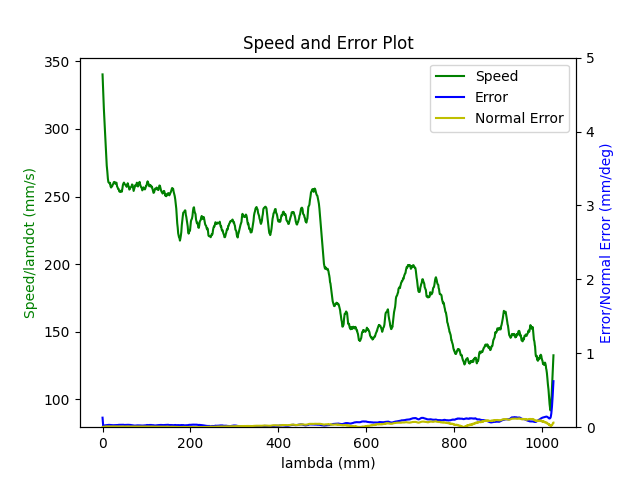 Speed and Error Plot
350
300
250
200
150
100
Speed/lamdot (mm/s)
5
4
3
2
1
0
Error/Normal Error (mm/deg)
Speed
Error
Normal Error
0 200 400 600 800 1000
lambda (mm)